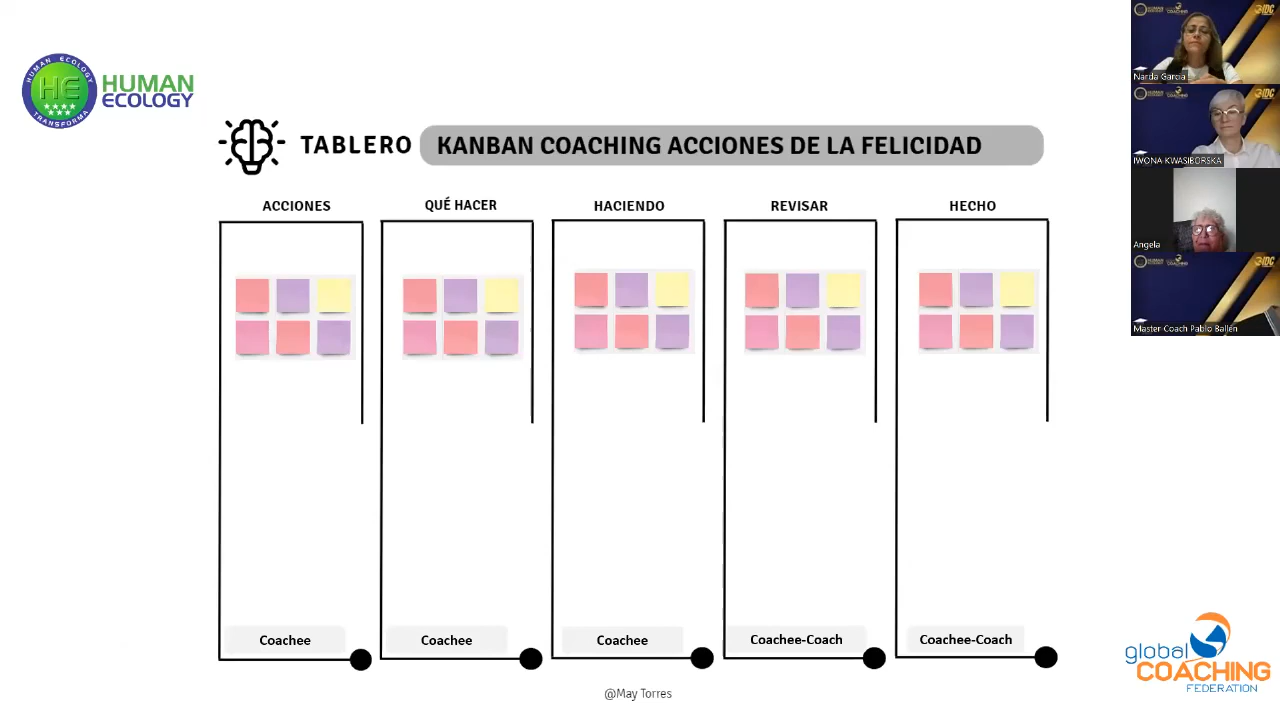 HUMAN ECOLOGY
HE
TRANSFORMA
HUMAN
ECOLOGY
TABLERO
KANBAN COACHING ACCIONES DE LA FELICIDAD
ACCIONES
QUÉ HACER
HACIENDO
REVISAR
HECHO
Coachee
Coachee
Coachee
Coachee-Coach
Coachee-Coach
@May Torres
Narda Garcia
IWONA KWASIBORSKA
Angela
Master Coach Pablo Ballén
global
COACHING
FEDERATION